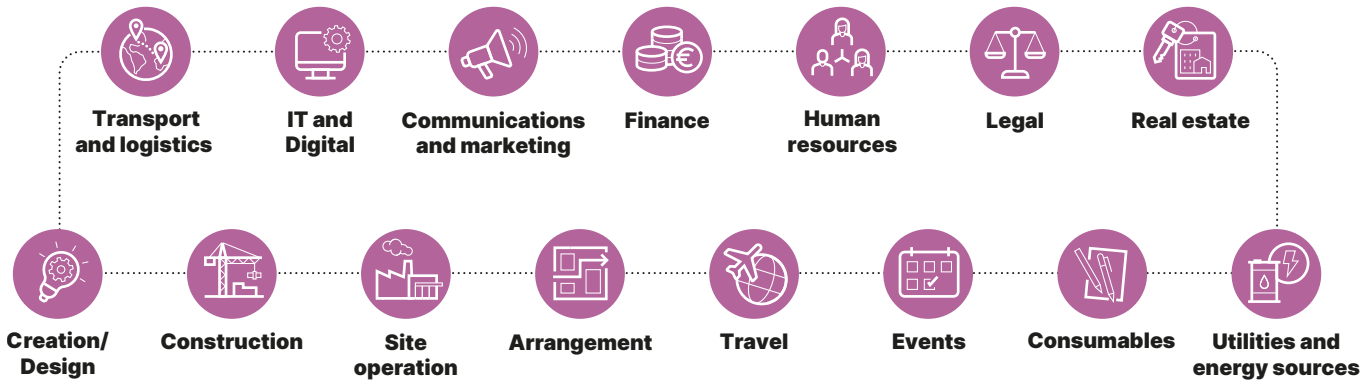 Transport
and logistics
IT and
Digital
Communications
and marketing
Finance
Human
resources
Legal
Real estate
Creation/
Design
Construction
Site
operation
Arrangement
Travel
Events
Consumables
Utilities and
energy sources